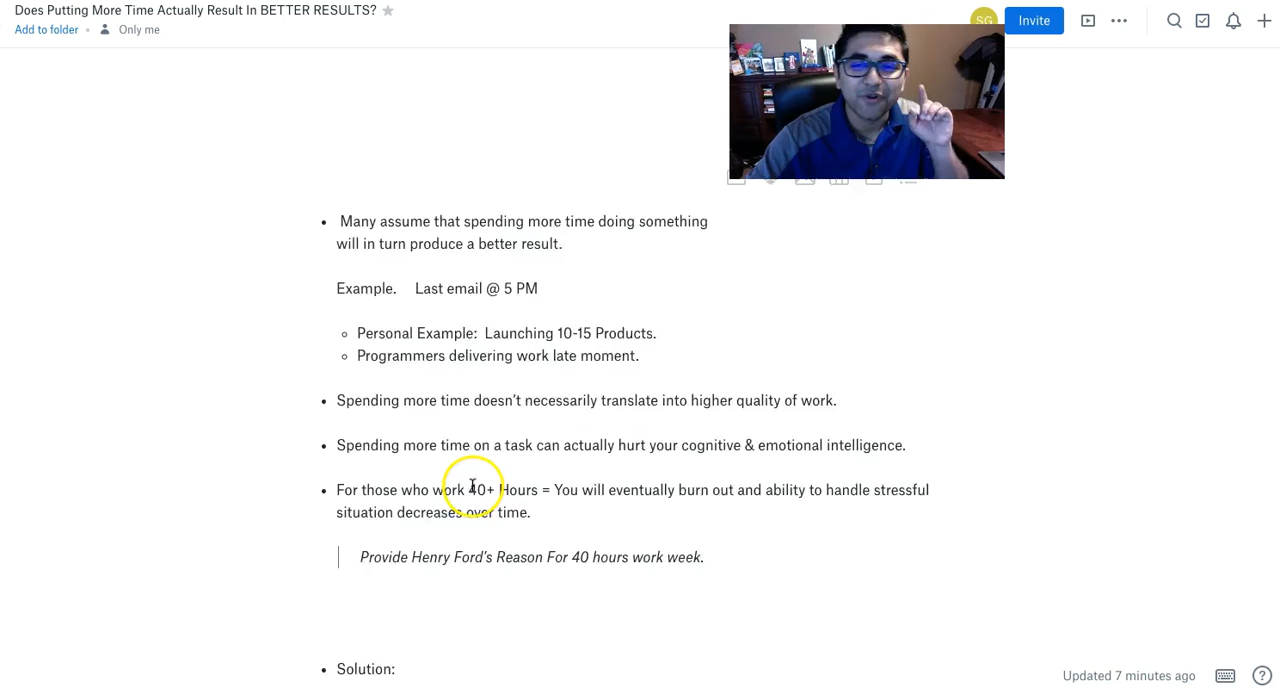 Does Putting More Time Actually Result In BETTER RESULTS?
Add to folder • Only me
SG
Invite
• Many assume that spending more time doing something
will in turn produce a better result.
Example. Last email @ 5 PM
○ Personal Example: Launching 10-15 Products.
○ Programmers delivering work late moment.
• Spending more time doesn’t necessarily translate into higher quality of work.
• Spending more time on a task can actually hurt your cognitive & emotional intelligence.
• For those who work 40+ Hours = You will eventually burn out and ability to handle stressful
situation decreases over time.
Provide Henry Ford’s Reason For 40 hours work week.
• Solution:
Updated 7 minutes ago